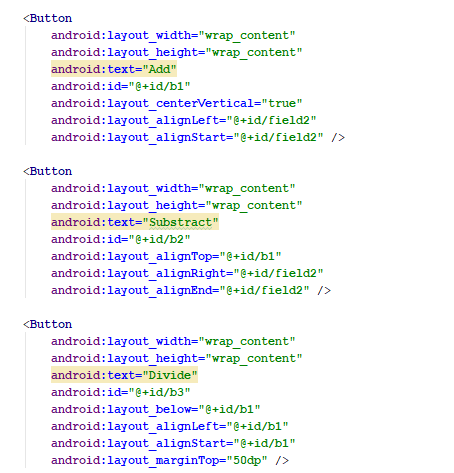 <Button
android:layout_width="wrap_content"
android:layout_height="wrap_content"
android:text="Add"
android:id="@+id/b1"
android:layout_centerVertical="true"
android:layout_alignLeft="@+id/field2"
android:layout_alignStart="@+id/field2" />
<Button
android:layout_width="wrap_content"
android:layout_height="wrap_content"
android:text="Substract"
android:id="@+id/b2"
android:layout_alignTop="@+id/b1"
android:layout_alignRight="@+id/field2"
android:layout_alignEnd="@+id/field2" />
<Button
android:layout_width="wrap_content"
android:layout_height="wrap_content"
android:text="Divide"
android:id="@+id/b3"
android:layout_below="@+id/b1"
android:layout_alignLeft="@+id/b1"
android:layout_alignStart="@+id/b1"
android:layout_marginTop="50dp" />